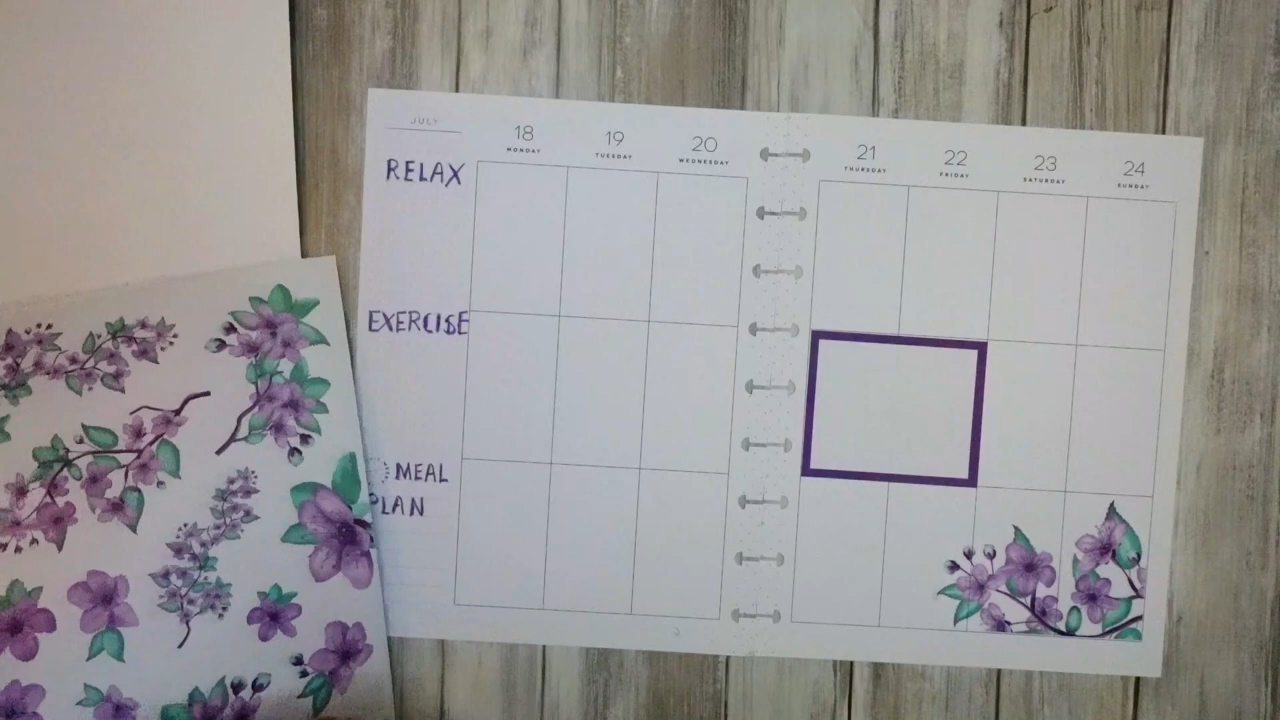 JULY
18 19 20
MONDAY TUESDAY WEDNESDAY
21 22 23 24
THURSDAY FRIDAY SATURDAY SUNDAY
RELAX
EXERCISE
MEAL
PLAN